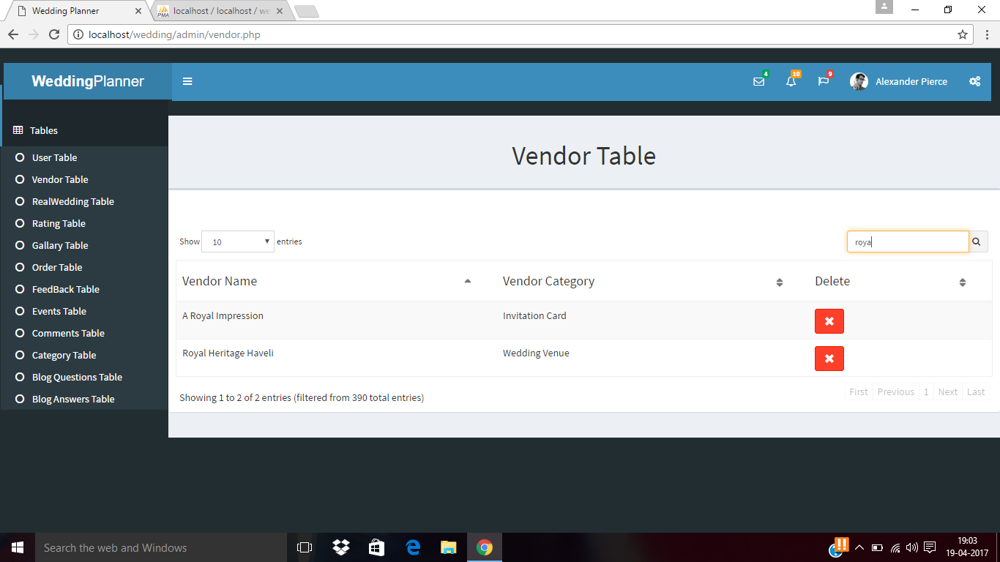 Wedding Planner
localhost / localhost / we
localhost/wedding/admin/vendor.php
WeddingPlanner
4
10
9
Alexander Pierce
Tables
User Table
Vendor Table
RealWedding Table
Rating Table
Gallary Table
Order Table
FeedBack Table
Events Table
Comments Table
Category Table
Blog Questions Table
Blog Answers Table
Vendor Table
Show 10 entries
roya
Vendor Name Vendor Category Delete
A Royal Impression Invitation Card
Royal Heritage Haveli Wedding Venue
Showing 1 to 2 of 2 entries (filtered from 390 total entries)
First Previous 1 Next Last
Search the web and Windows
19:03
19-04-2017